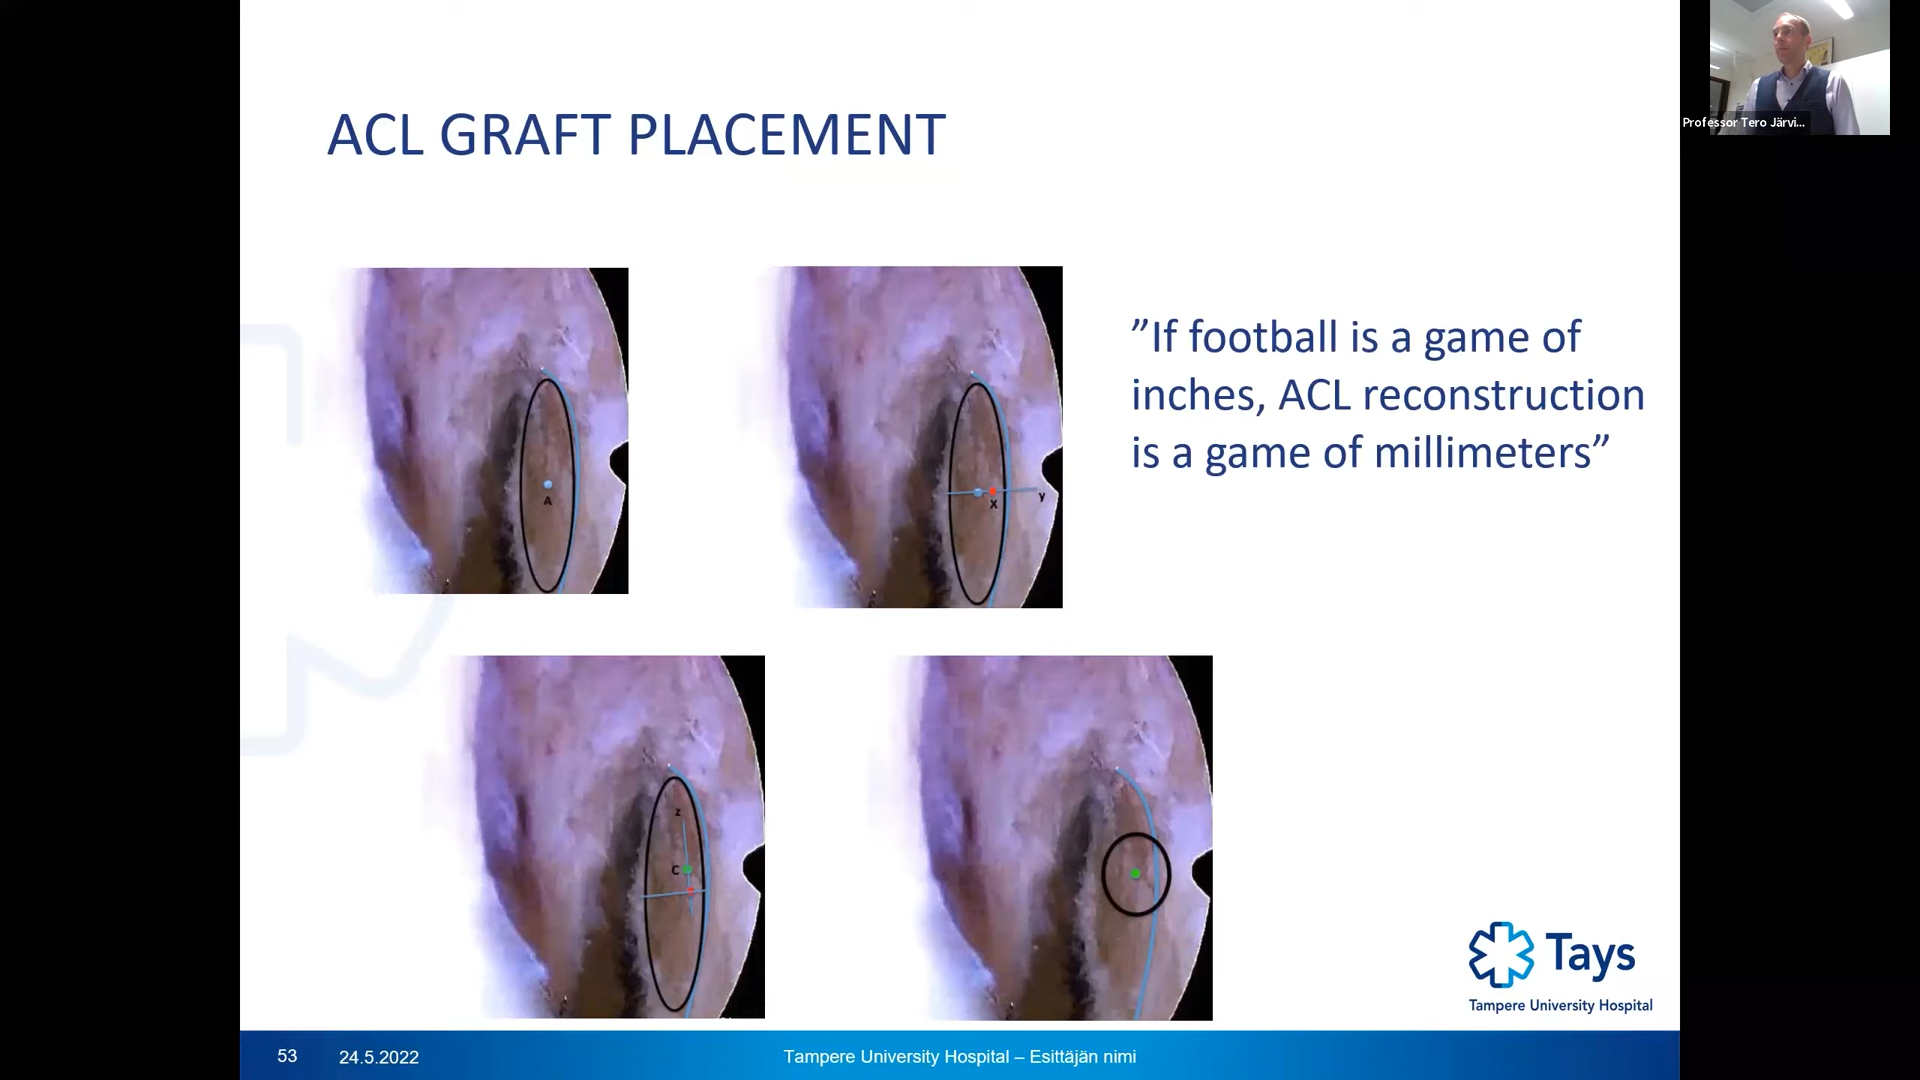 Professor Tero Järvi...
ACL GRAFT PLACEMENT
A
X
y
”If football is a game of
inches, ACL reconstruction
is a game of millimeters”
z
C
Tays
Tampere University Hospital
53
24.5.2022
Tampere University Hospital – Esittäjän nimi